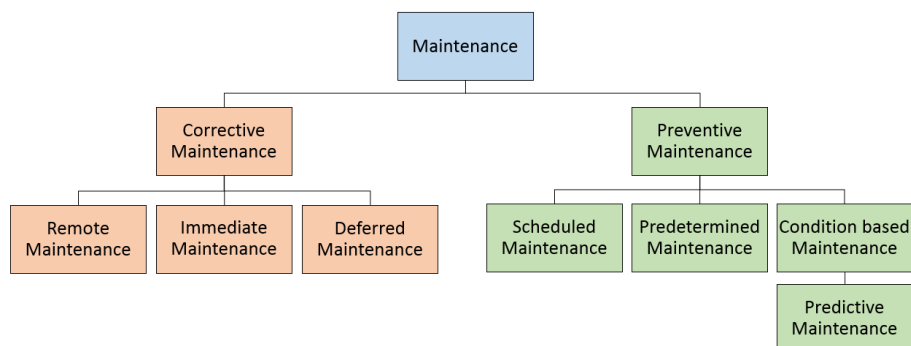 Maintenance
Corrective
Maintenance
Preventive
Maintenance
Remote
Maintenance
Immediate
Maintenance
Deferred
Maintenance
Scheduled
Maintenance
Predetermined
Maintenance
Condition based
Maintenance
Predictive
Maintenance